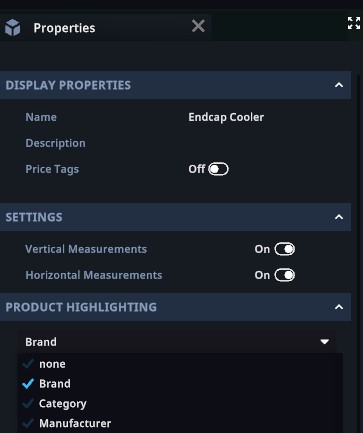 Properties
DISPLAY PROPERTIES
Name Endcap Cooler
Description
Price Tags Off
SETTINGS
Vertical Measurements On
Horizontal Measurements On
PRODUCT HIGHLIGHTING
Brand
none
Brand
Category
Manufacturer